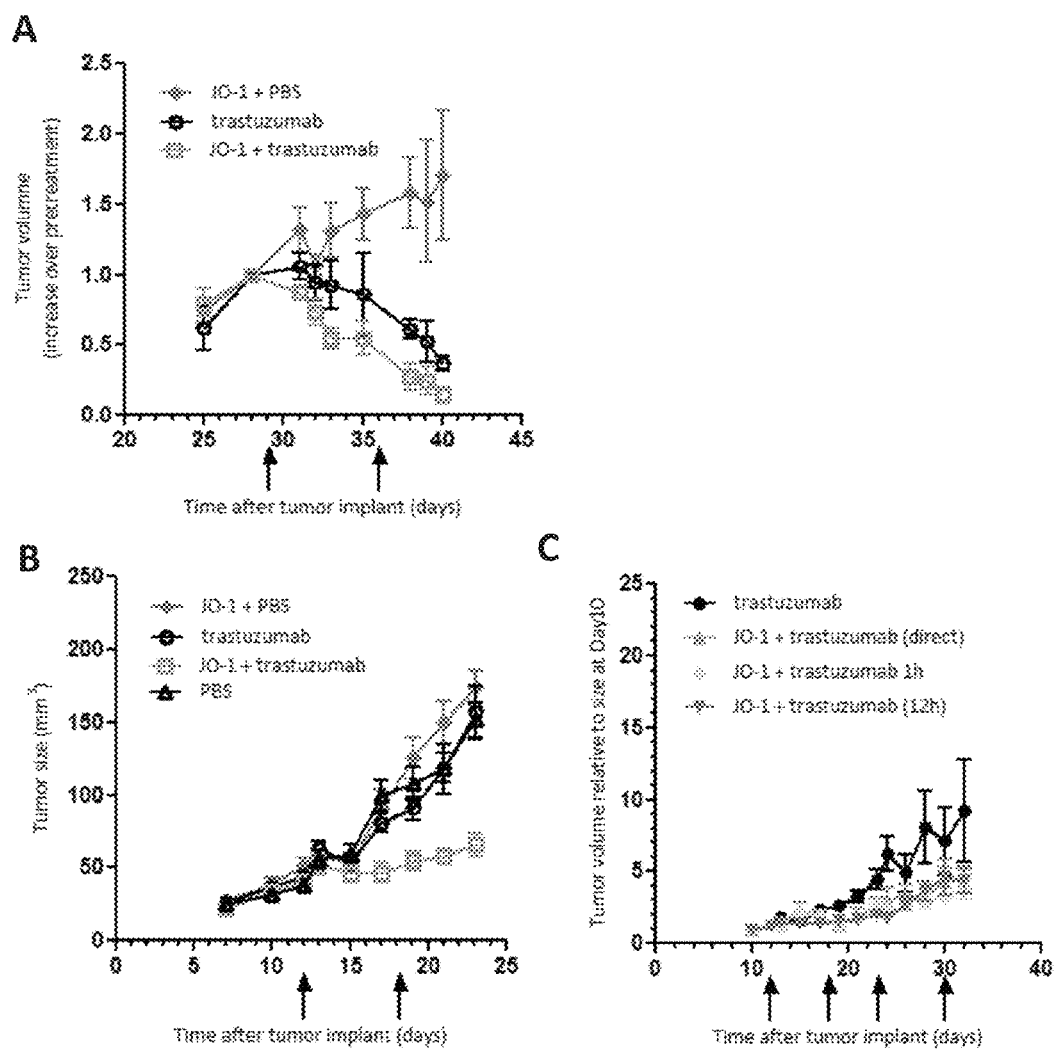 A
2.5
2.0
1.5
1.0
0.5
0.0
Tumor volumne
(increase over pretreatment)
JO-1 + PBS
trastuzumab
JO-1 + trastuzumab
20 25 30 35 40 45
Time after tumor implant (days)
B
250
200
150
100
50
0
Tumor size (mm³)
JO-1 + PBS
trastuzumab
JO-1 + trastuzumab
PBS
0 5 10 15 20 25
Time after tumor implant (days)
C
25
20
15
10
5
0
Tumor volume relative to size at Day10
trastuzumab
JO-1 + trastuzumab (direct)
JO-1 + trastuzumab 1h
JO-1 + trastuzumab (12h)
0 10 20 30 40
Time after tumor implant (days)